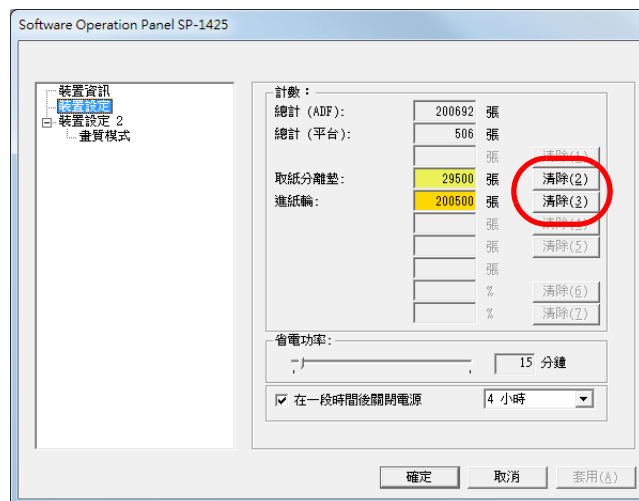 Software Operation Panel SP-1425
裝置資訊
裝置設定
裝置設定 2
畫質模式
計數：
總計 (ADF): 200692 張
總計 (平台): 506 張
張 清除(1)
取紙分離墊: 29500 張 清除(2)
進紙輪: 200500 張 清除(3)
張 清除(4)
張 清除(5)
張
% 清除(6)
% 清除(7)
省電功率:
15 分鐘
在一段時間後關閉電源 4 小時
確定 取消 套用(A)